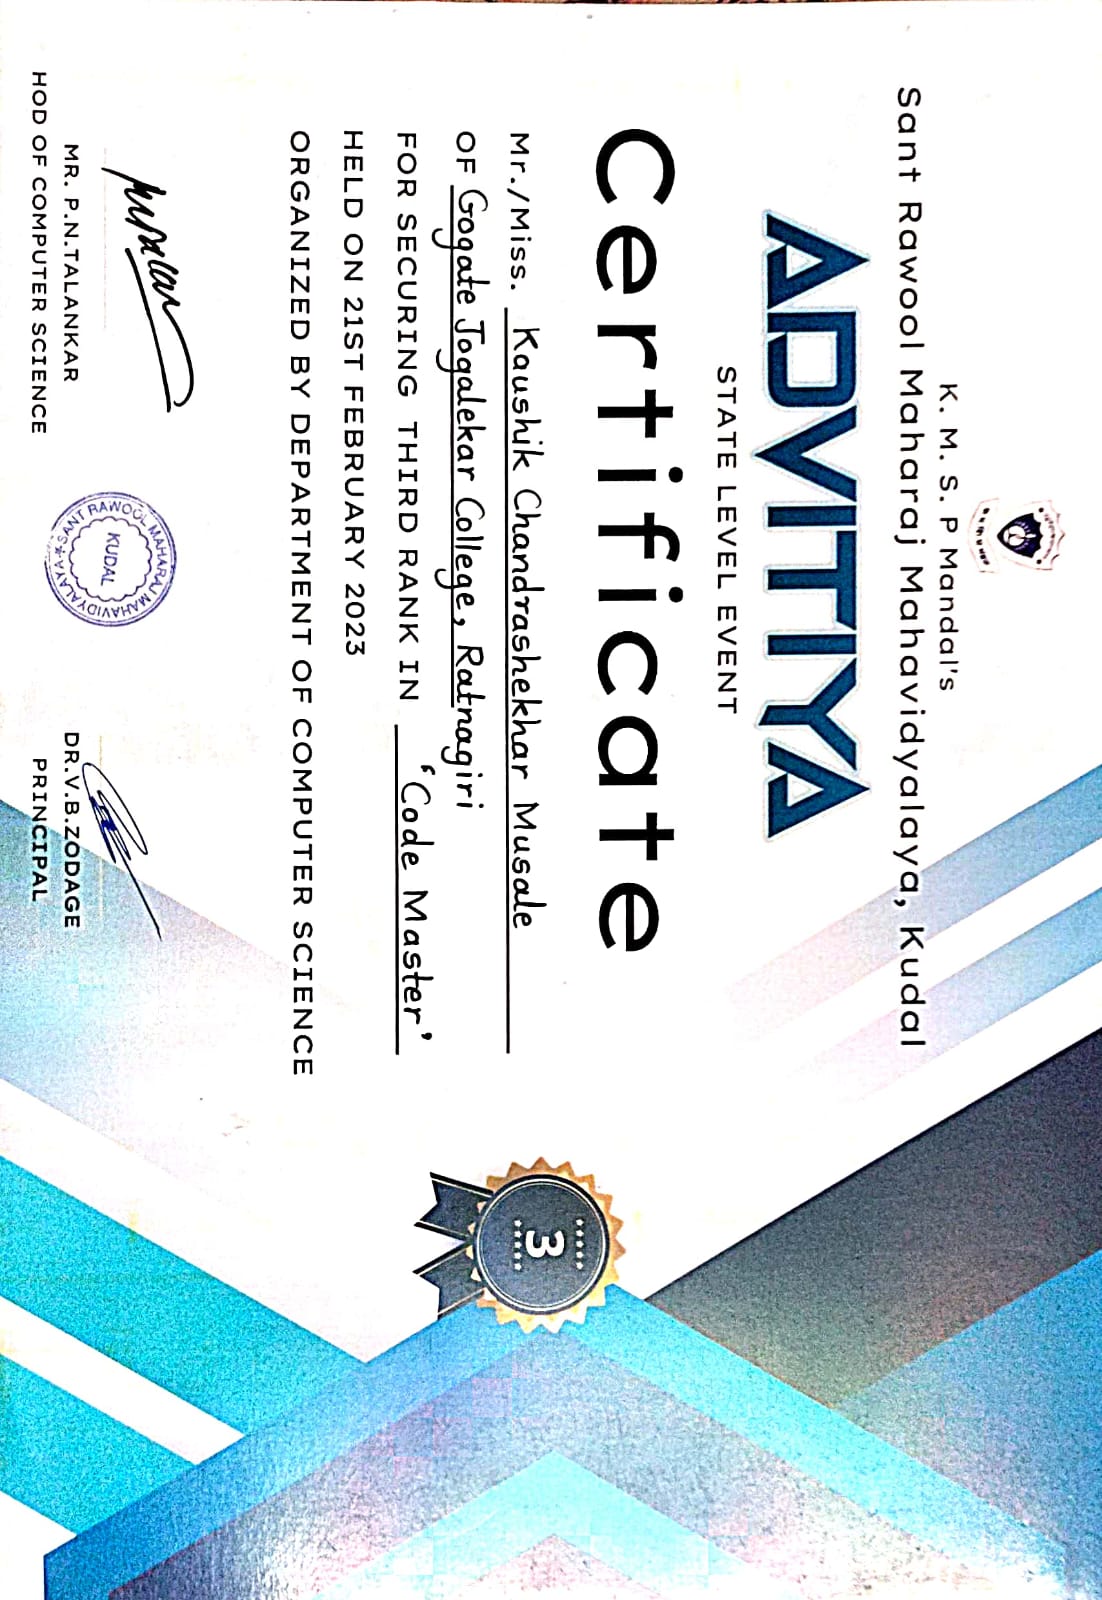 K. M. S. P Mandal's
Sant Rawool Maharaj Mahavidyalaya, Kudal
ADVITIYA
STATE LEVEL EVENT
Certificate
Mr./Miss. Kaushik Chandrashekhar Musale
OF Gogate Jogalekar College, Ratnagiri
FOR SECURING THIRD RANK IN 'Code Master'
HELD ON 21ST FEBRUARY 2023
ORGANIZED BY DEPARTMENT OF COMPUTER SCIENCE
3
SANT RAWOOL MAHARAJ MAHAVIDYALAYA
KUDAL
MR. P.N.TALANKAR
HOD OF COMPUTER SCIENCE
DR.V.B.ZODAGE
PRINCIPAL